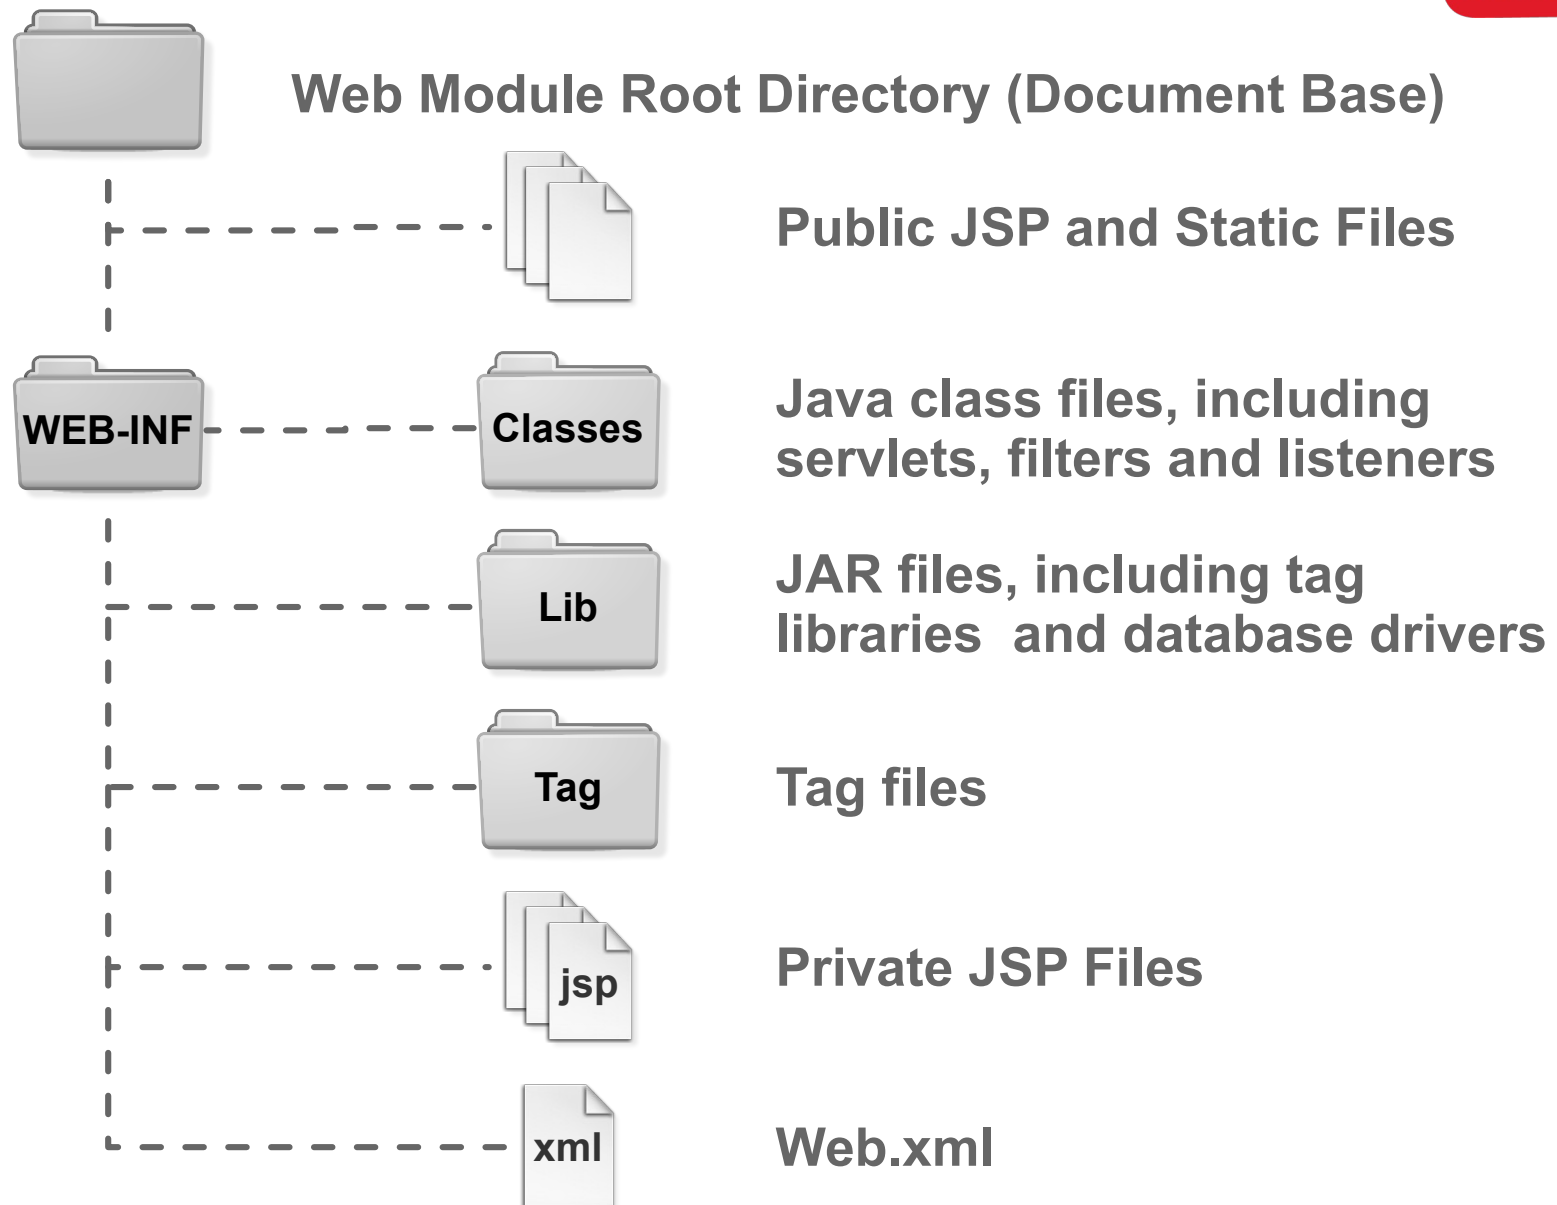 Web Module Root Directory (Document Base)
Public JSP and Static Files
WEB-INF
Classes
Java class files, including
servlets, filters and listeners
Lib
JAR files, including tag
libraries  and database drivers
Tag
Tag files
jsp
Private JSP Files
xml
Web.xml